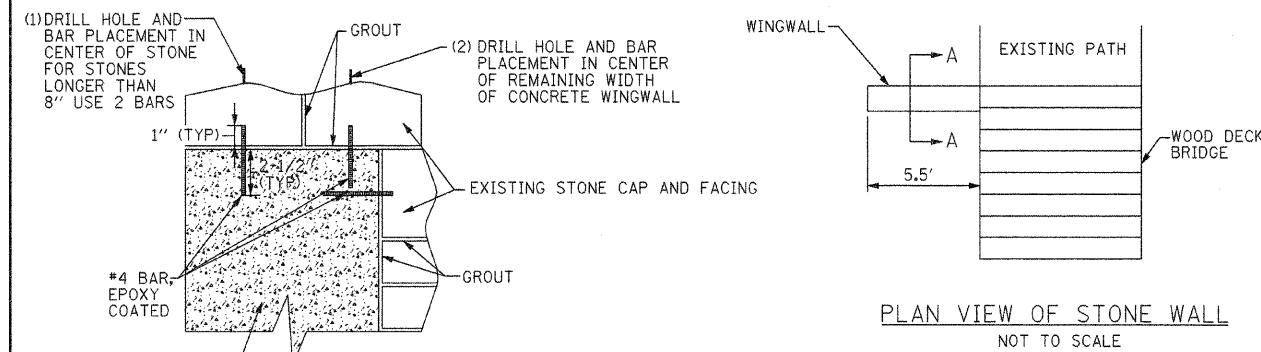 (1) DRILL HOLE AND
BAR PLACEMENT IN
CENTER OF STONE
FOR STONES
LONGER THAN
8" USE 2 BARS
GROUT
(2) DRILL HOLE AND BAR
PLACEMENT IN CENTER
OF REMAINING WIDTH
OF CONCRETE WINGWALL
1" (TYP)
2-1/2"
(TYP)
EXISTING STONE CAP AND FACING
#4 BAR,
EPOXY
COATED
GROUT
WINGWALL
A
EXISTING PATH
A
WOOD DECK
BRIDGE
5.5'
PLAN VIEW OF STONE WALL
NOT TO SCALE